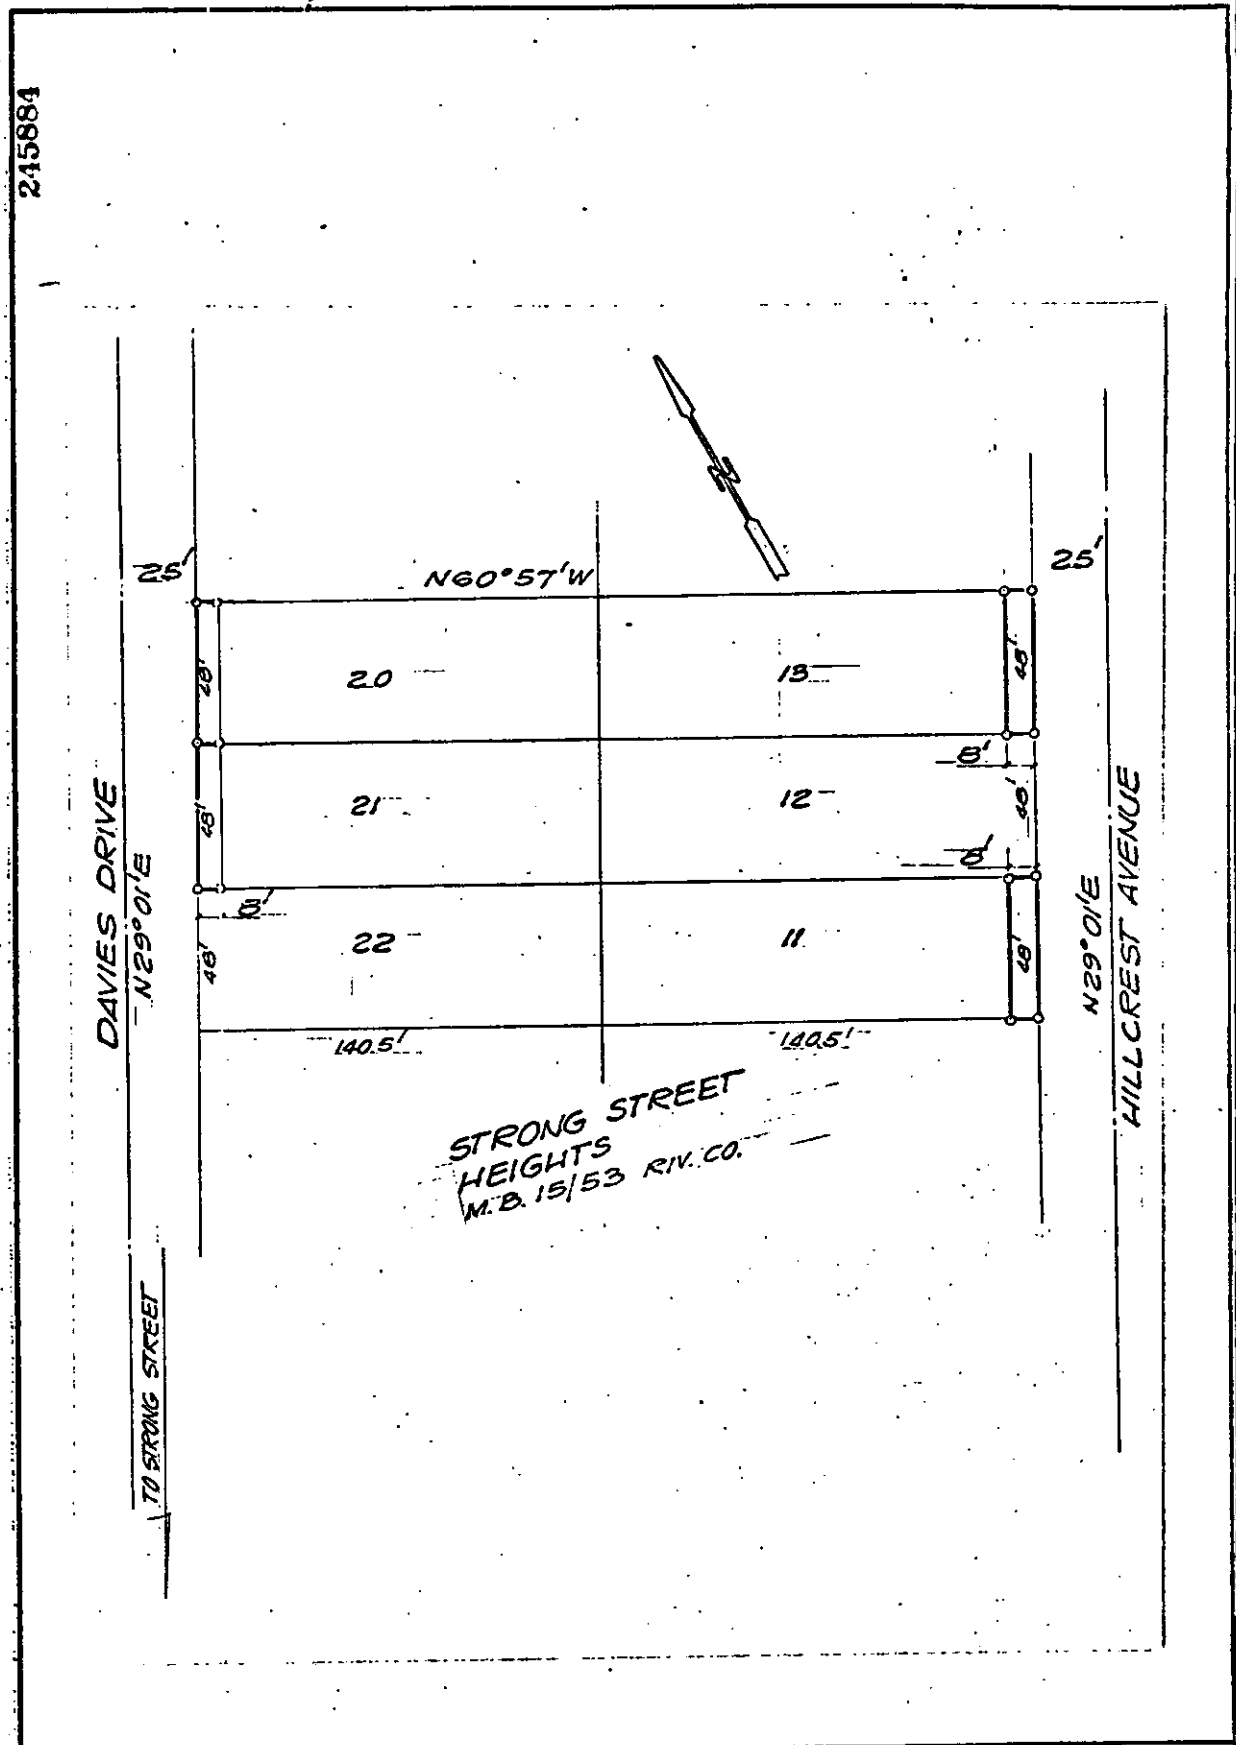 245884
N
25'
N60°57'W
25'
48'
20
13
48'
8'
48'
21
12
48'
8'
DAVIES DRIVE
N29°01'E
8'
48'
22
11
48'
N29°01'E
HILLCREST AVENUE
140.5'
140.5'
STRONG STREET
HEIGHTS
M.B. 15/53 RIV. CO.
TO STRONG STREET